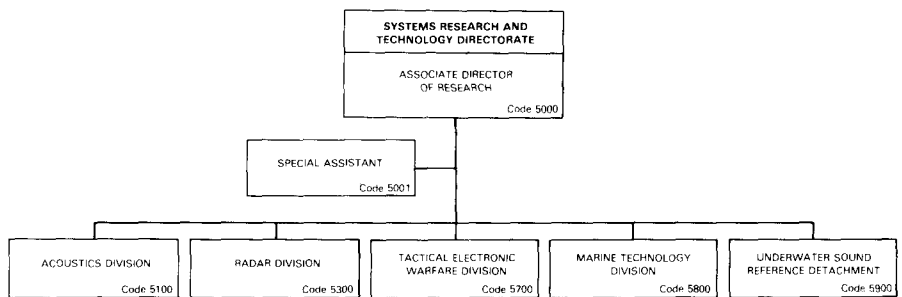 SYSTEMS RESEARCH AND
TECHNOLOGY DIRECTORATE
ASSOCIATE DIRECTOR
OF RESEARCH
Code 5000
SPECIAL ASSISTANT
Code 5001
ACOUSTICS DIVISION
Code 5100
RADAR DIVISION
Code 5300
TACTICAL ELECTRONIC
WARFARE DIVISION
Code 5700
MARINE TECHNOLOGY
DIVISION
Code 5800
UNDERWATER SOUND
REFERENCE DETACHMENT
Code 5900